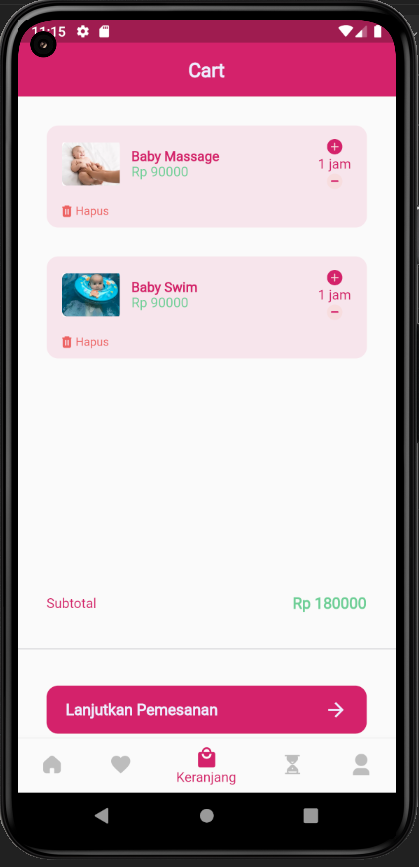 11:15
Cart
Baby Massage
Rp 90000
1 jam
Hapus
Baby Swim
Rp 90000
1 jam
Hapus
Subtotal
Rp 180000
Lanjutkan Pemesanan
Keranjang